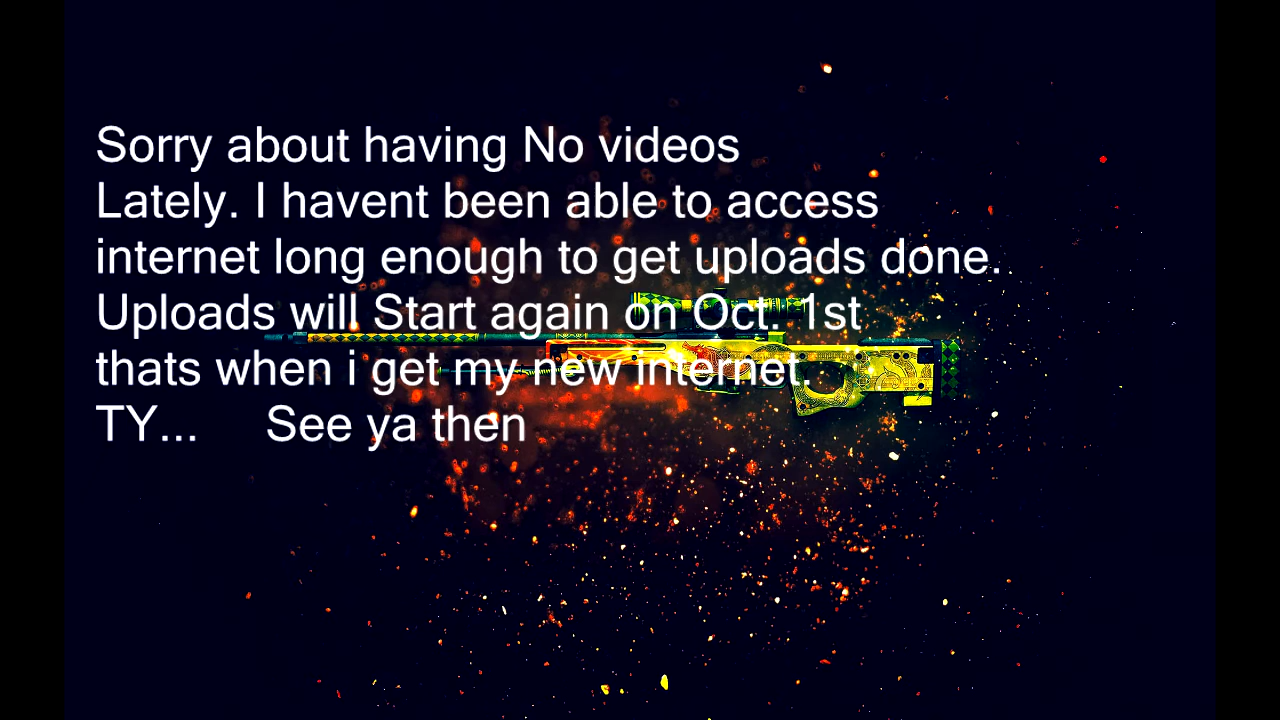 Sorry about having No videos
Lately. I havent been able to access
internet long enough to get uploads done.
Uploads will Start again on Oct. 1st
thats when i get my new internet.
TY... See ya then